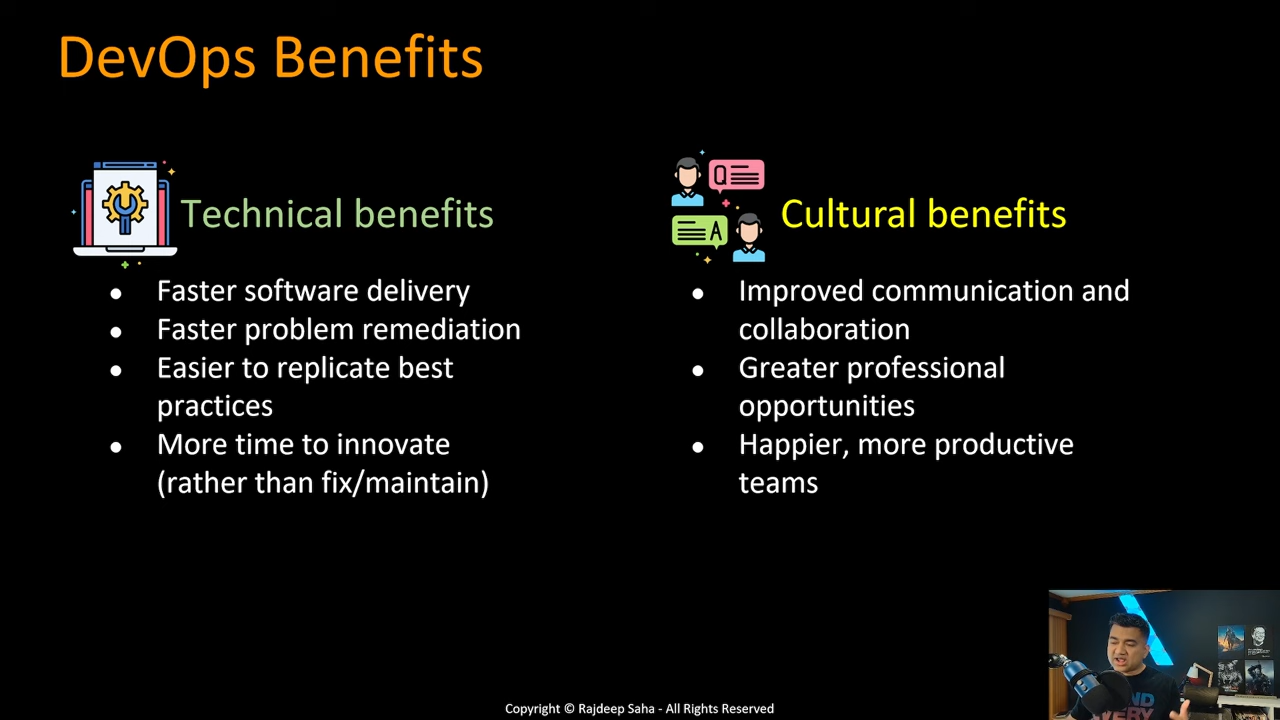 DevOps Benefits
Technical benefits
● Faster software delivery
● Faster problem remediation
● Easier to replicate best
practices
● More time to innovate
(rather than fix/maintain)
Q
A
Cultural benefits
● Improved communication and
collaboration
● Greater professional
opportunities
● Happier, more productive
teams
Copyright © Rajdeep Saha - All Rights Reserved